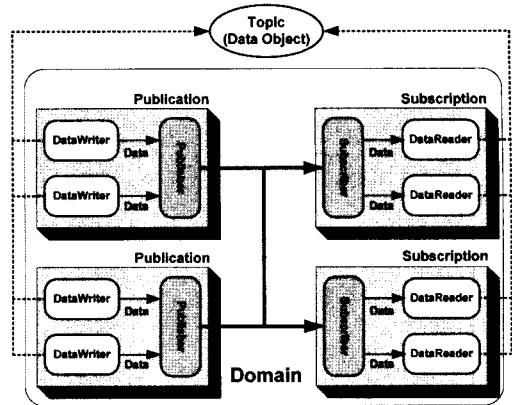 Topic
(Data Object)
Publication
Subscription
DataWriter
Data
DataWriter
Data
Publisher
Subscriber
Data
DataReader
Data
DataReader
Publication
Subscription
DataWriter
Data
DataWriter
Data
Publisher
Subscriber
Data
DataReader
Data
DataReader
Domain